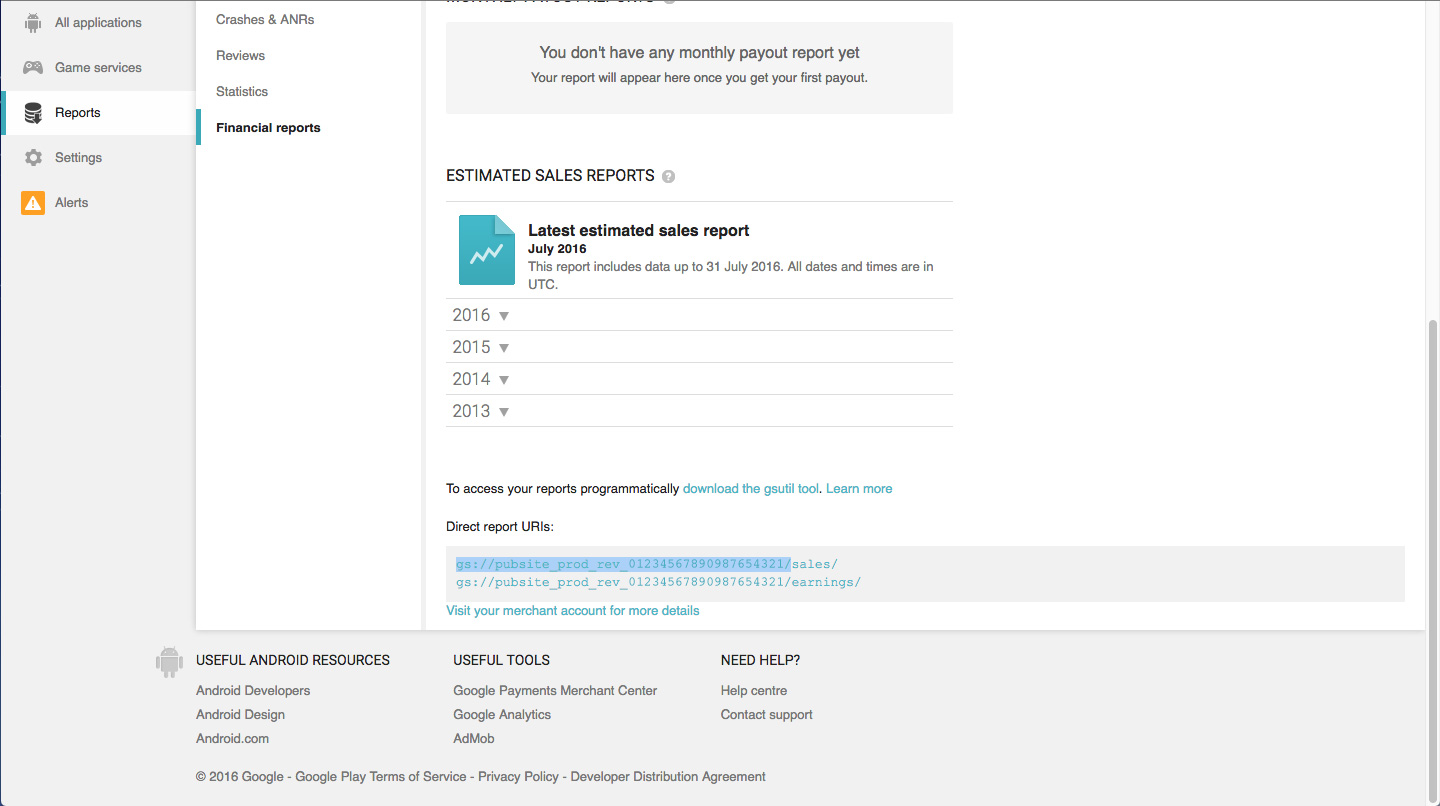 All applications
Game services
Reports
Settings
Alerts
Crashes & ANRs
Reviews
Statistics
Financial reports
You don't have any monthly payout report yet
Your report will appear here once you get your first payout.
ESTIMATED SALES REPORTS ?
Latest estimated sales report
July 2016
This report includes data up to 31 July 2016. All dates and times are in
UTC.
2016
2015
2014
2013
To access your reports programmatically download the gsutil tool. Learn more
Direct report URIs:
gs://pubsite_prod_rev_01234567890987654321/sales/
gs://pubsite_prod_rev_01234567890987654321/earnings/
Visit your merchant account for more details
USEFUL ANDROID RESOURCES
Android Developers
Android Design
Android.com
USEFUL TOOLS
Google Payments Merchant Center
Google Analytics
AdMob
NEED HELP?
Help centre
Contact support
© 2016 Google - Google Play Terms of Service - Privacy Policy - Developer Distribution Agreement